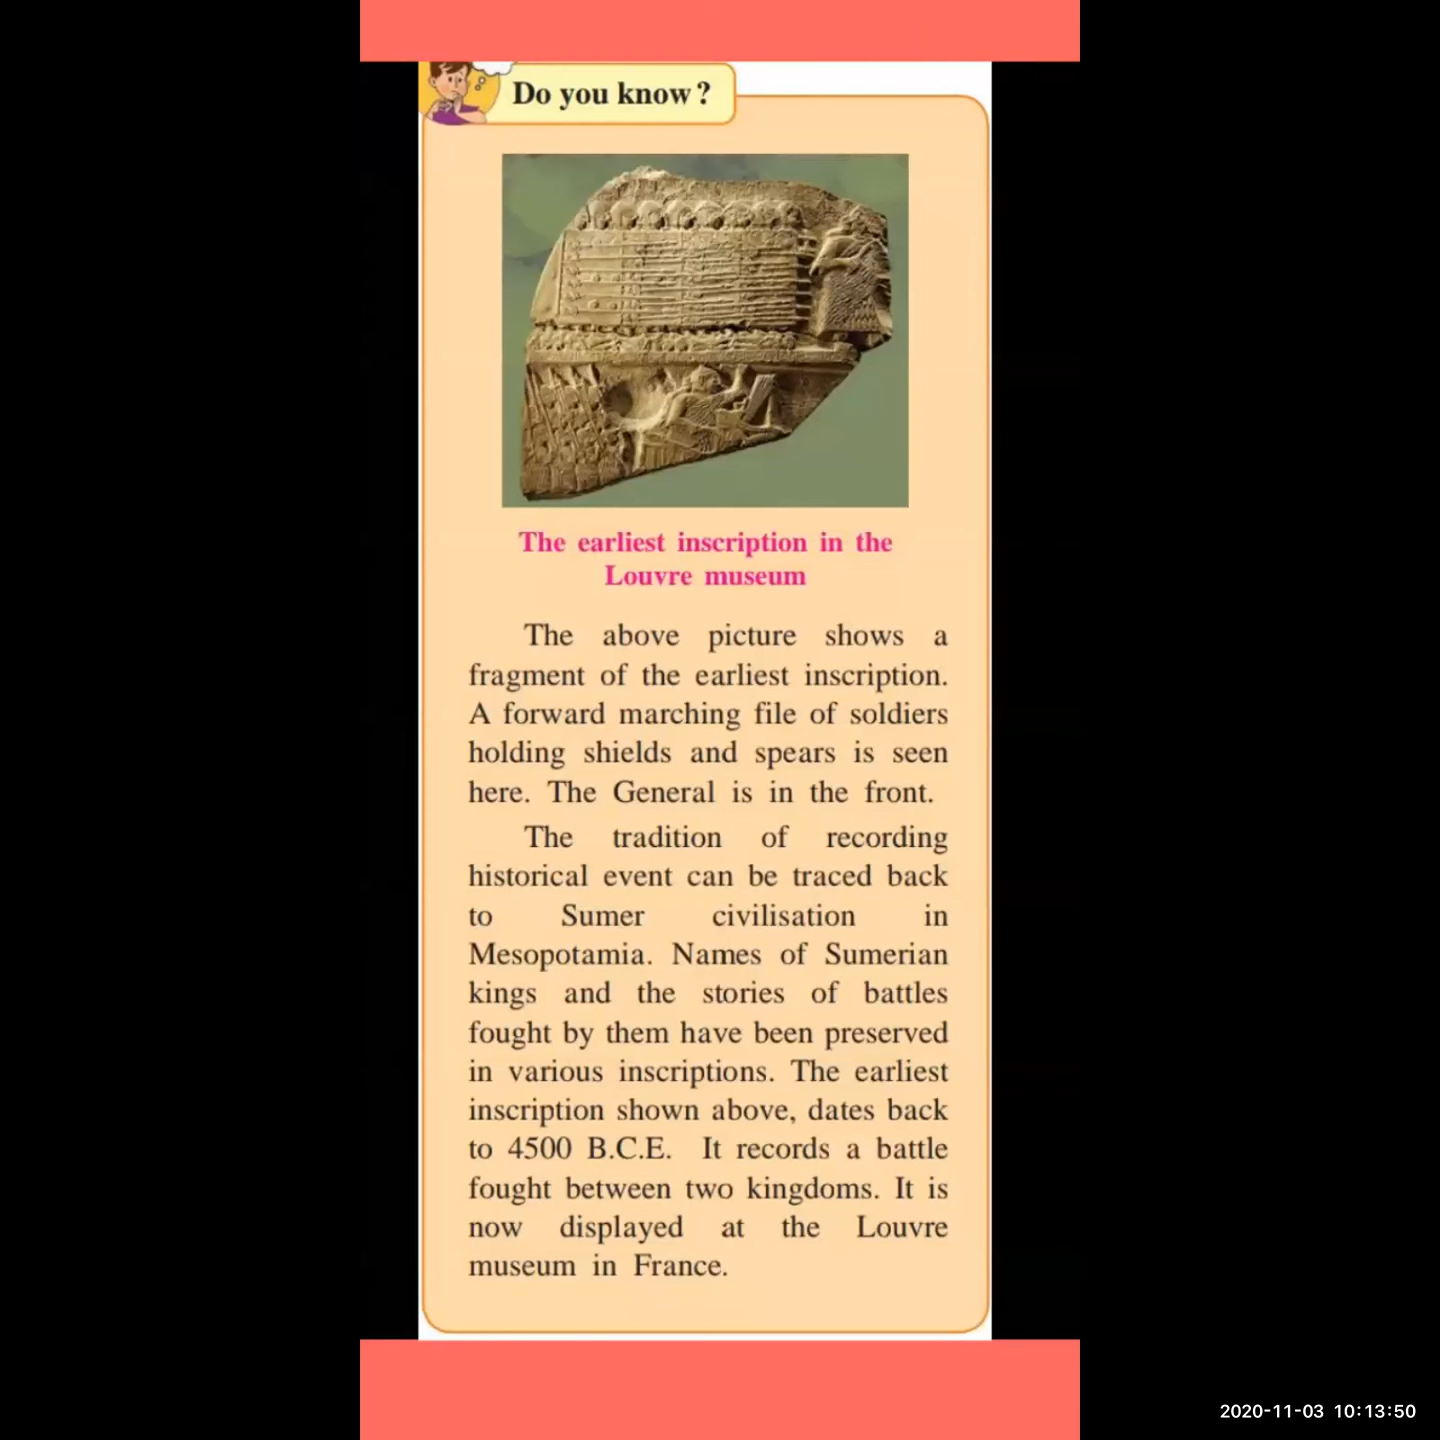 Do you know ?
The earliest inscription in the
Louvre museum
The above picture shows a
fragment of the earliest inscription.
A forward marching file of soldiers
holding shields and spears is seen
here. The General is in the front.
The tradition of recording
historical event can be traced back
to Sumer civilisation in
Mesopotamia. Names of Sumerian
kings and the stories of battles
fought by them have been preserved
in various inscriptions. The earliest
inscription shown above, dates back
to 4500 B.C.E. It records a battle
fought between two kingdoms. It is
now displayed at the Louvre
museum in France.
2020-11-03 10:13:50